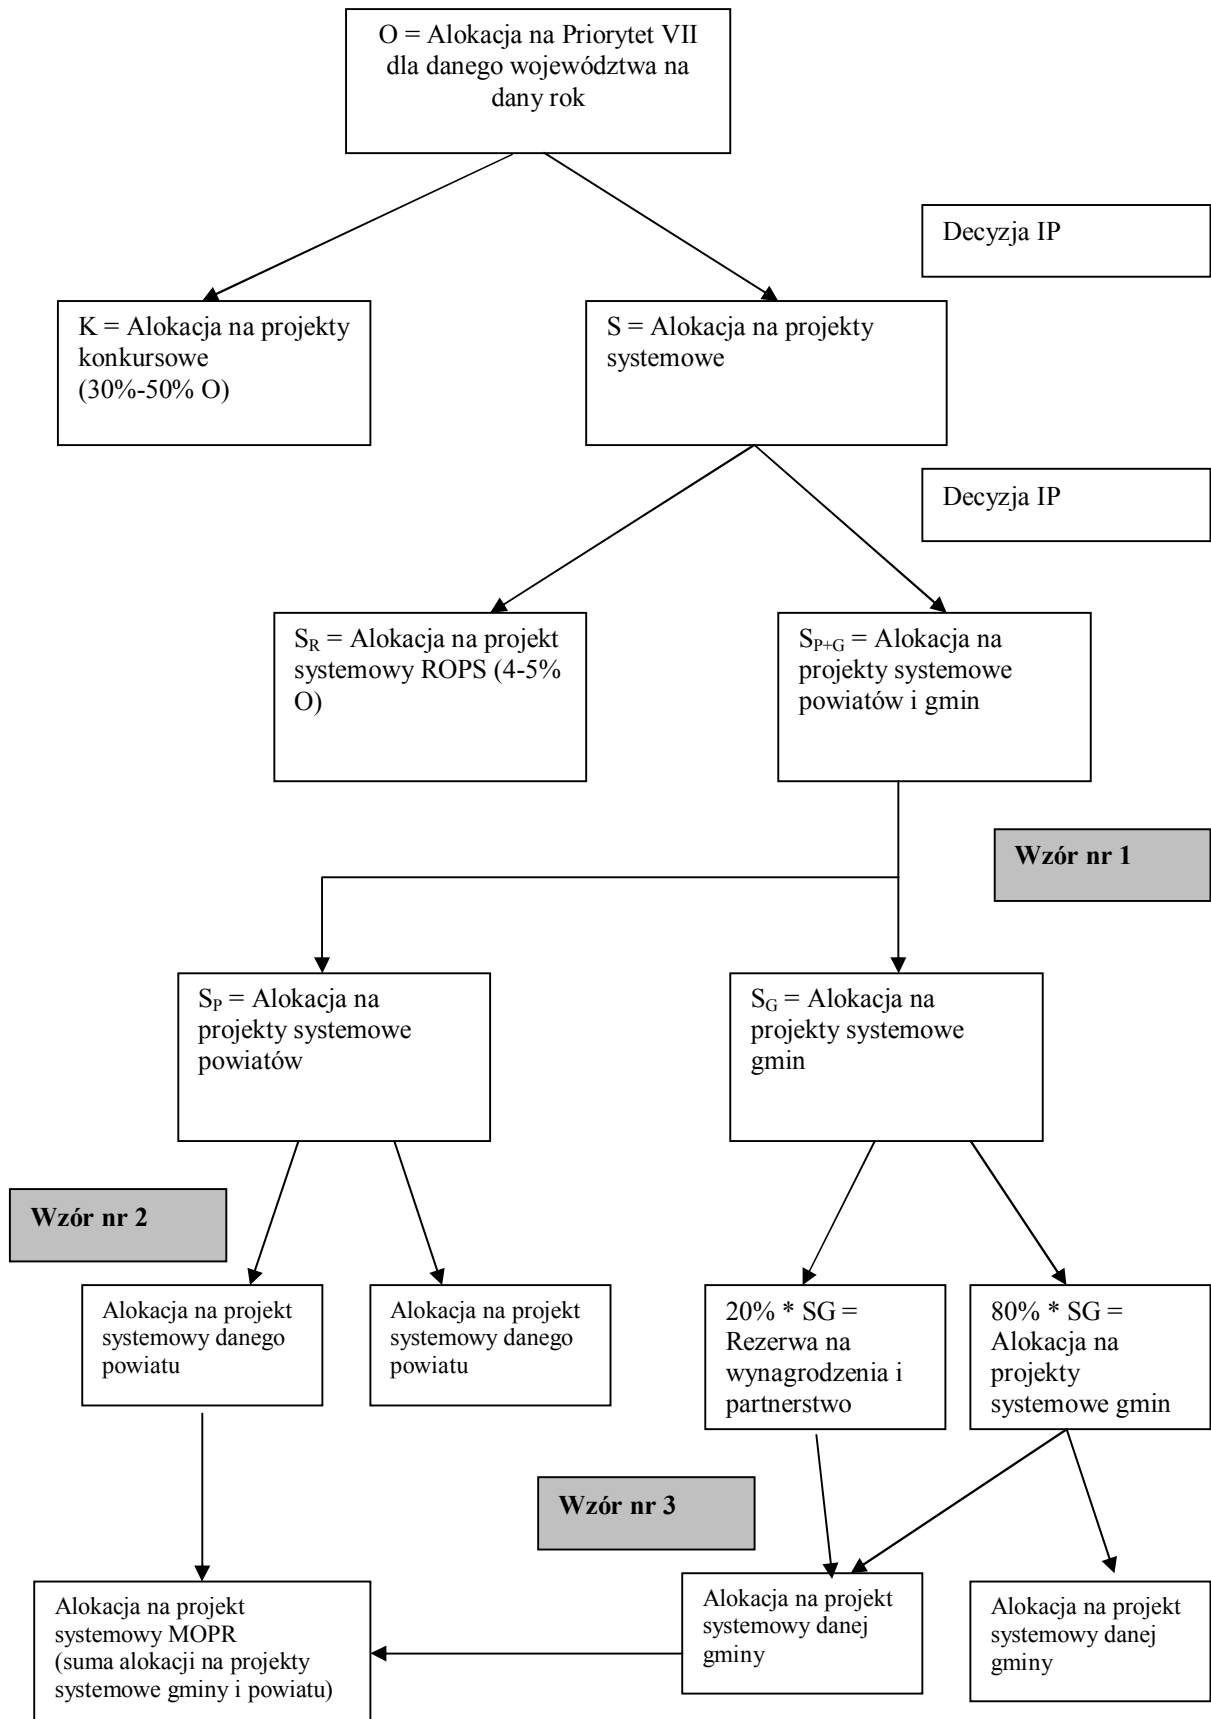 O = Alokacja na Priorytet VII
dla danego województwa na
dany rok
Decyzja IP
K = Alokacja na projekty
konkursowe
(30%-50% O)
S = Alokacja na projekty
systemowe
Decyzja IP
S_R = Alokacja na projekt
systemowy ROPS (4-5%
O)
S_P+G = Alokacja na
projekty systemowe
powiatów i gmin
Wzór nr 1
S_P = Alokacja na
projekty systemowe
powiatów
S_G = Alokacja na
projekty systemowe
gmin
Wzór nr 2
Alokacja na projekt
systemowy danego
powiatu
Alokacja na projekt
systemowy danego
powiatu
20% * SG =
Rezerwa na
wynagrodzenia i
partnerstwo
80% * SG =
Alokacja na
projekty
systemowe gmin
Wzór nr 3
Alokacja na projekt
systemowy MOPR
(suma alokacji na projekty
systemowe gminy i powiatu)
Alokacja na projekt
systemowy danej
gminy
Alokacja na projekt
systemowy danej
gminy